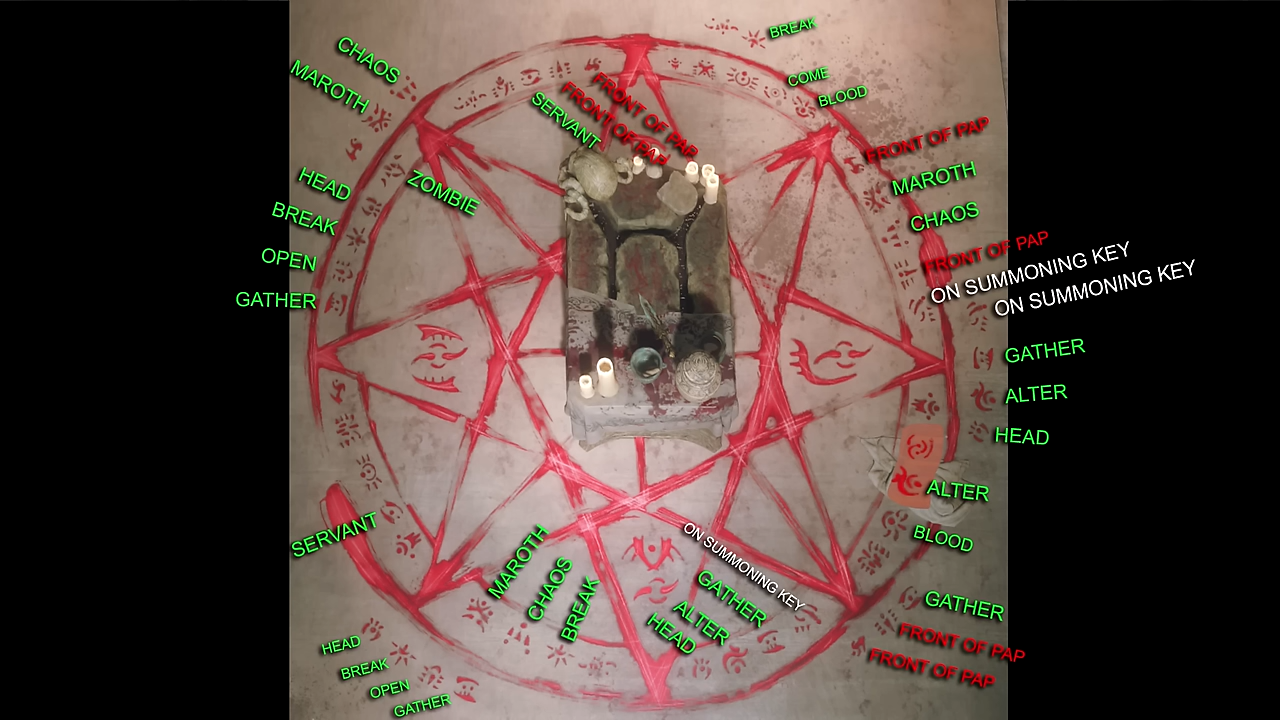 BREAK
COME
BLOOD
CHAOS
MAROTH
FRONT OF PAP
FRONT OF PAP
SERVANT
FRONT OF PAP
MAROTH
CHAOS
HEAD
ZOMBIE
BREAK
FRONT OF PAP
ON SUMMONING KEY
ON SUMMONING KEY
OPEN
GATHER
GATHER
ALTER
HEAD
ALTER
SERVANT
BLOOD
ON SUMMONING KEY
MAROTH
CHAOS
BREAK
GATHER
ALTER
HEAD
GATHER
FRONT OF PAP
FRONT OF PAP
HEAD
BREAK
OPEN
GATHER